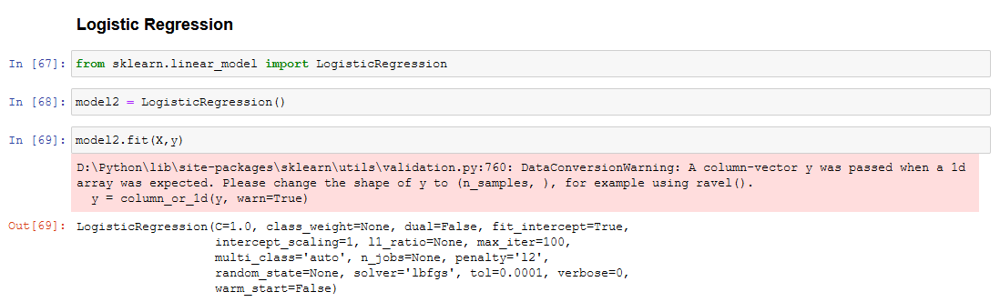 Logistic Regression
In [67]: from sklearn.linear_model import LogisticRegression
In [68]: model2 = LogisticRegression()
In [69]: model2.fit(X,y)
D:\Python\lib\site-packages\sklearn\utils\validation.py:760: DataConversionWarning: A column-vector y was passed when a 1d
array was expected. Please change the shape of y to (n_samples, ), for example using ravel().
  y = column_or_1d(y, warn=True)
Out[69]: LogisticRegression(C=1.0, class_weight=None, dual=False, fit_intercept=True,
                   intercept_scaling=1, l1_ratio=None, max_iter=100,
                   multi_class='auto', n_jobs=None, penalty='l2',
                   random_state=None, solver='lbfgs', tol=0.0001, verbose=0,
                   warm_start=False)